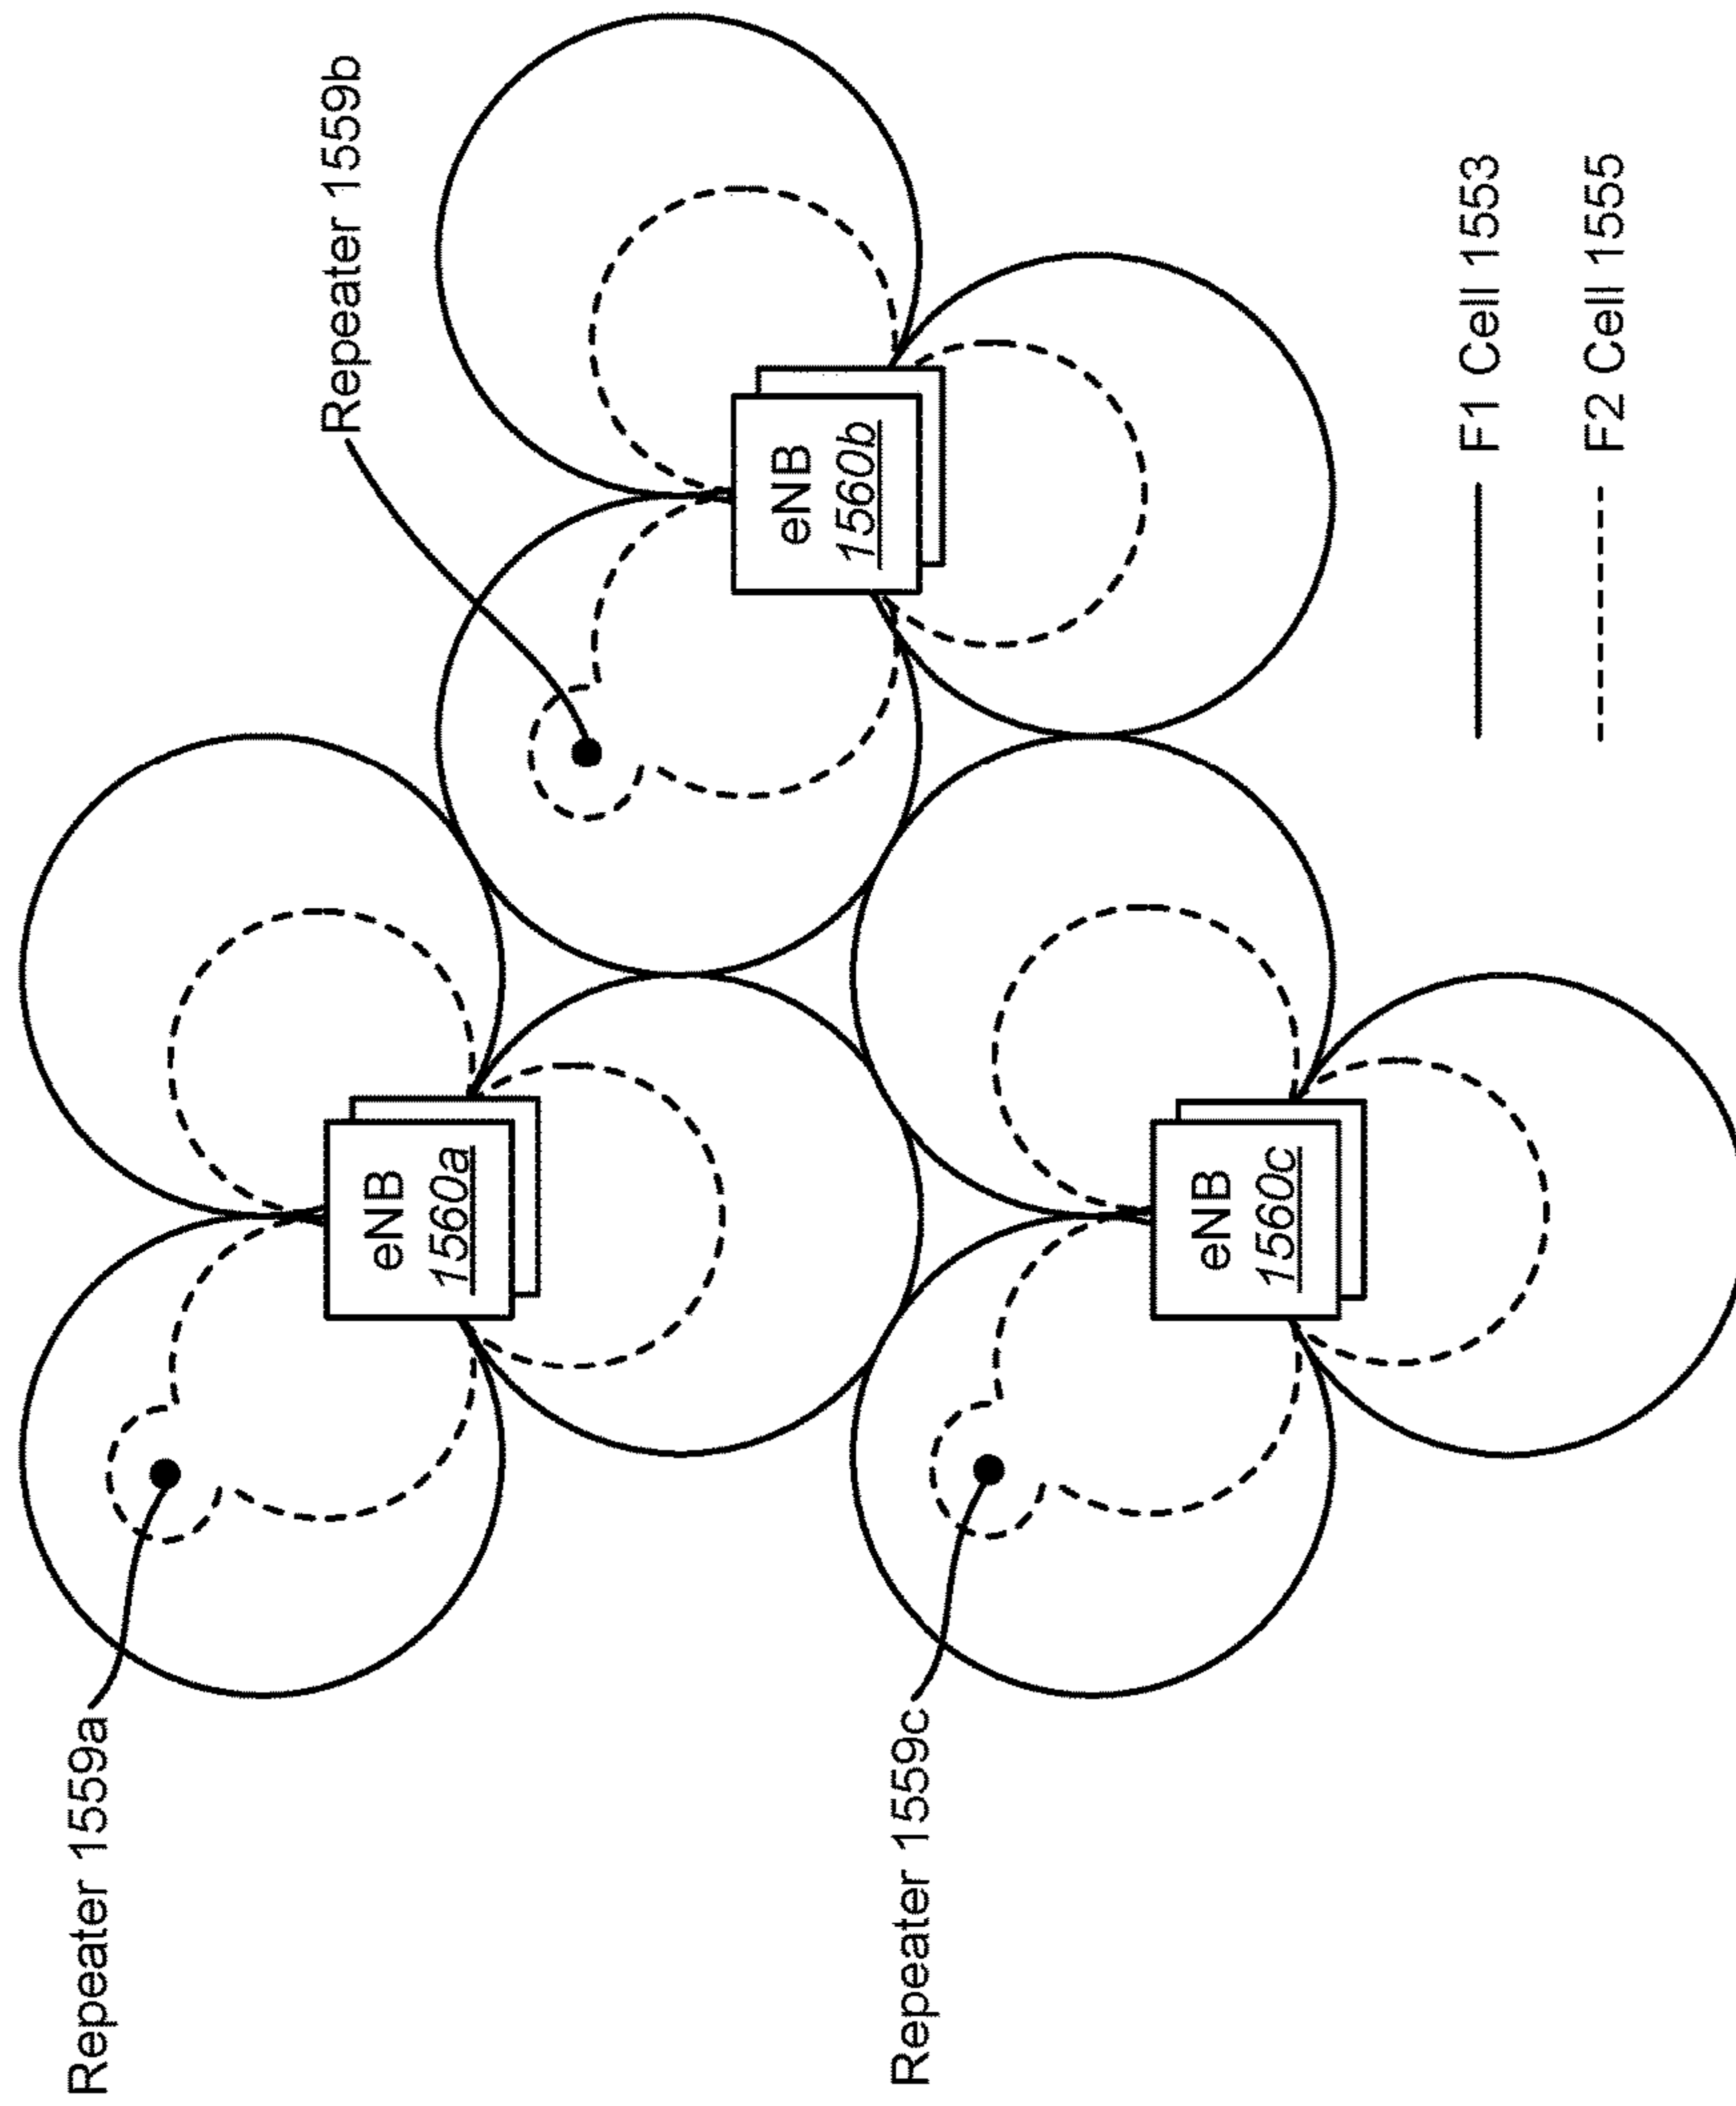 Repeater 1559a
Repeater 1559b
eNB
1560a
eNB
1560b
Repeater 1559c
eNB
1560c
F1 Cell 1553
F2 Cell 1555